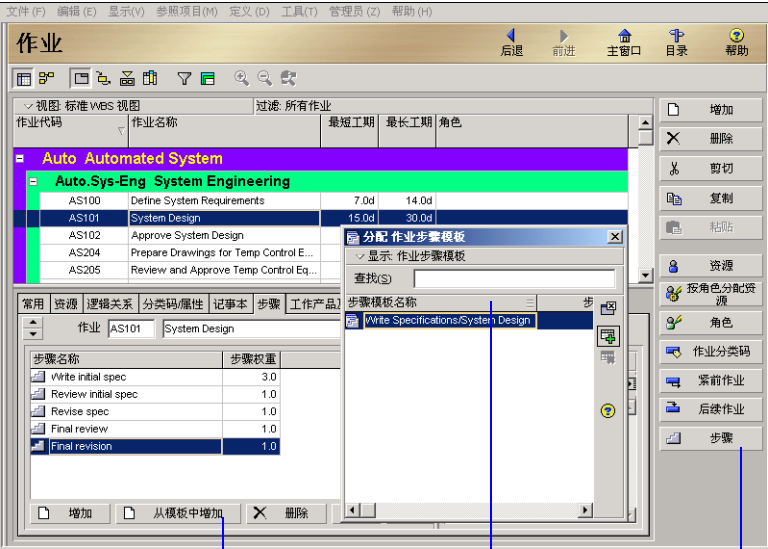 文件(F) 编辑(E) 显示(V) 参照项目(M) 定义(D) 工具(T) 管理员(Z) 帮助(H)
作业
后退 前进 主窗口 目录 帮助
视图: 标准 WBS 视图 过滤: 所有作业
作业代码 作业名称 最短工期 最长工期 角色
Auto Automated System
Auto.Sys-Eng System Engineering
AS100 Define System Requirements 7.0d 14.0d
AS101 System Design 15.0d 30.0d
AS102 Approve System Design
AS204 Prepare Drawings for Temp Control E...
AS205 Review and Approve Temp Control Eq...
常用 资源 逻辑关系 分类码/属性 记事本 步骤 工作产品
作业 AS101 System Design
步骤名称 步骤权重
Write initial spec 3.0
Review initial spec 1.0
Revise spec 1.0
Final review 1.0
Final revision 1.0
增加 从模板中增加 删除
分配 作业步骤模板
显示: 作业步骤模板
查找(S)
步骤模板名称 步
Write Specifications/System Design
增加
删除
剪切
复制
粘贴
资源
按角色分配资源
角色
作业分类码
紧前作业
后续作业
步骤